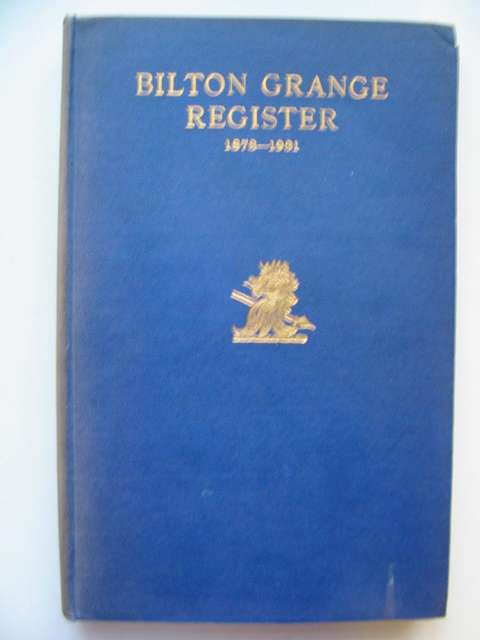 BILTON GRANGE
REGISTER
1873—1931